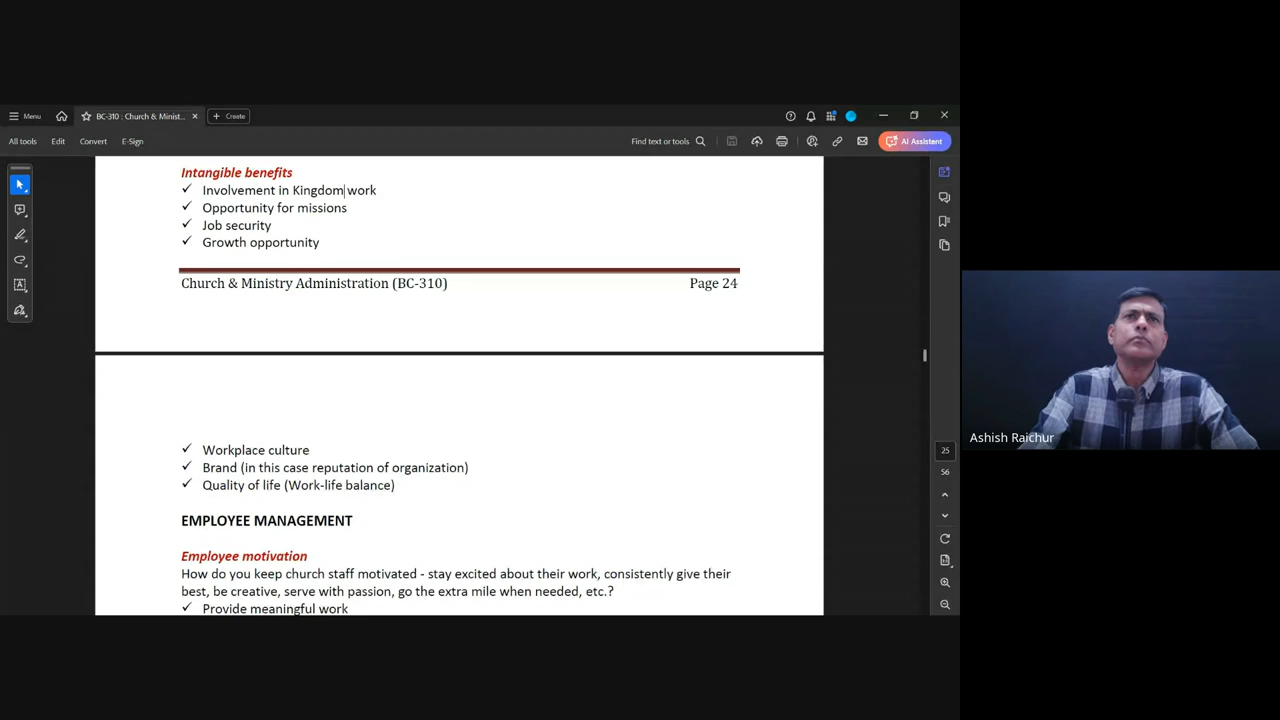 Menu
BC-310 : Church & Minist...
Create
All tools
Edit
Convert
E-Sign
Find text or tools
AI Assistant
Intangible benefits
✓ Involvement in Kingdom work
✓ Opportunity for missions
✓ Job security
✓ Growth opportunity
Church & Ministry Administration (BC-310) Page 24
✓ Workplace culture
✓ Brand (in this case reputation of organization)
✓ Quality of life (Work-life balance)
EMPLOYEE MANAGEMENT
Employee motivation
How do you keep church staff motivated - stay excited about their work, consistently give their
best, be creative, serve with passion, go the extra mile when needed, etc.?
✓ Provide meaningful work
25
56
Ashish Raichur